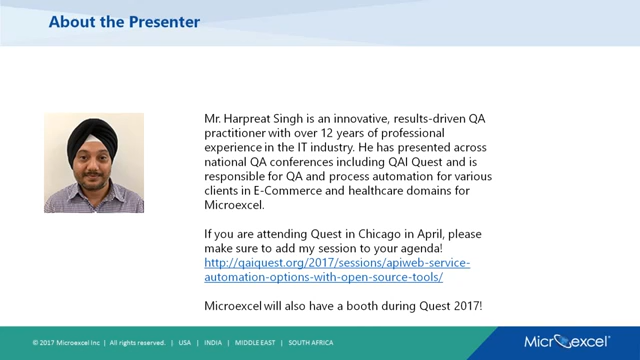 About the Presenter
Mr. Harpreat Singh is an innovative, results-driven QA
practitioner with over 12 years of professional
experience in the IT industry. He has presented across
national QA conferences including QAI Quest and is
responsible for QA and process automation for various
clients in E-Commerce and healthcare domains for
Microexcel.
If you are attending Quest in Chicago in April, please
make sure to add my session to your agenda!
http://qaiquest.org/2017/sessions/apiweb-service-
automation-options-with-open-source-tools/
Microexcel will also have a booth during Quest 2017!
© 2017 Microexcel Inc | All rights reserved. | USA | INDIA | MIDDLE EAST | SOUTH AFRICA
Microexcel